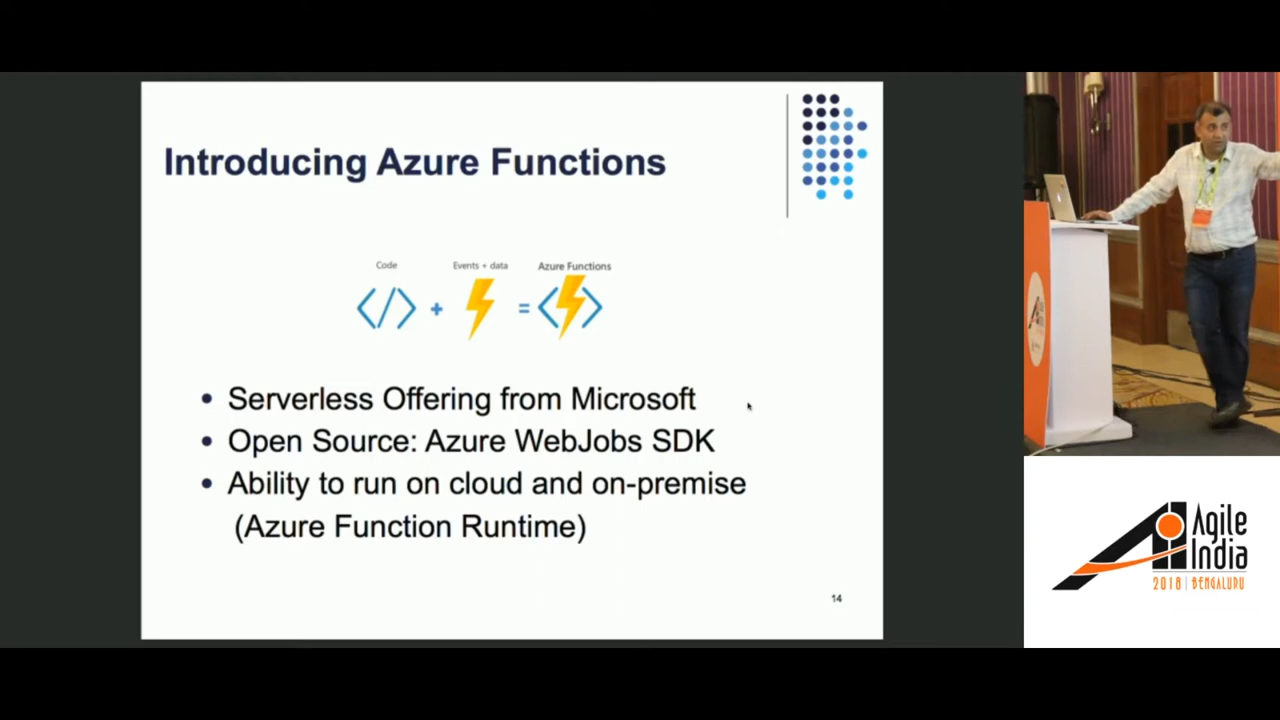 Introducing Azure Functions
Code
Events + data
Azure Functions
</>
+
=
< >
• Serverless Offering from Microsoft
• Open Source: Azure WebJobs SDK
• Ability to run on cloud and on-premise
(Azure Function Runtime)
14
Agile
India
2018 | BENGALURU